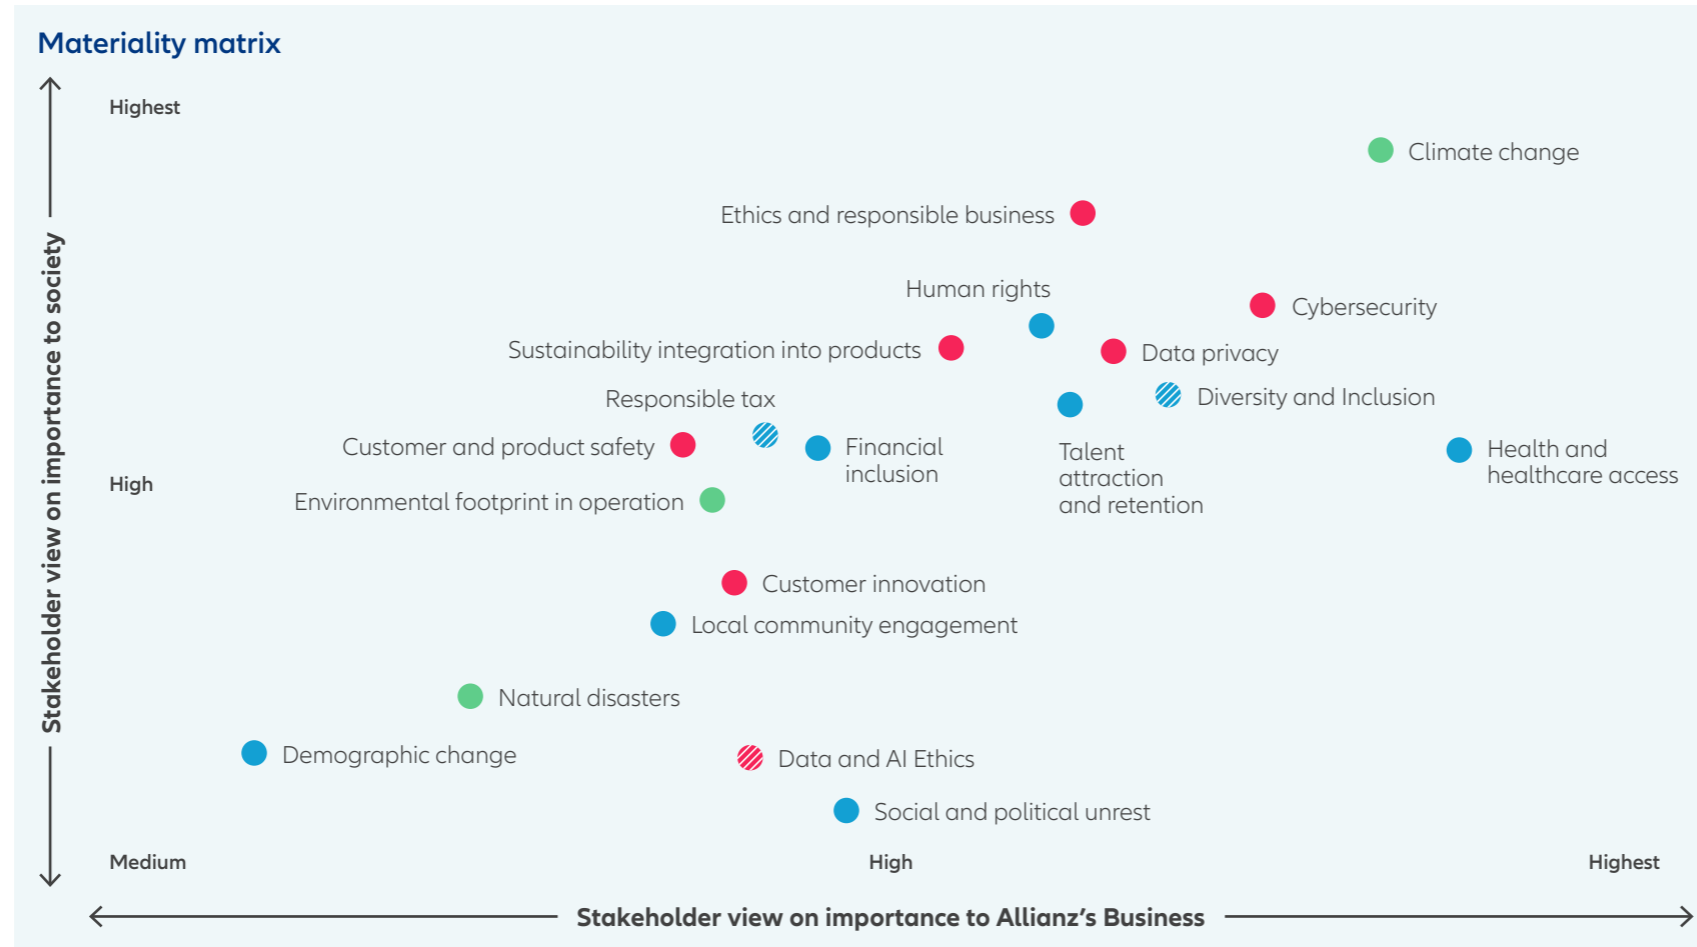 Materiality matrix
Highest
Climate change
Ethics and responsible business
Human rights
Cybersecurity
Sustainability integration into products
Data privacy
Responsible tax
Diversity and Inclusion
Customer and product safety
Financial
inclusion
Talent
attraction
and retention
Health and
healthcare access
High
Environmental footprint in operation
Customer innovation
Local community engagement
Natural disasters
Demographic change
Data and AI Ethics
Social and political unrest
Medium
High
Highest
Stakeholder view on importance to society
Stakeholder view on importance to Allianz's Business